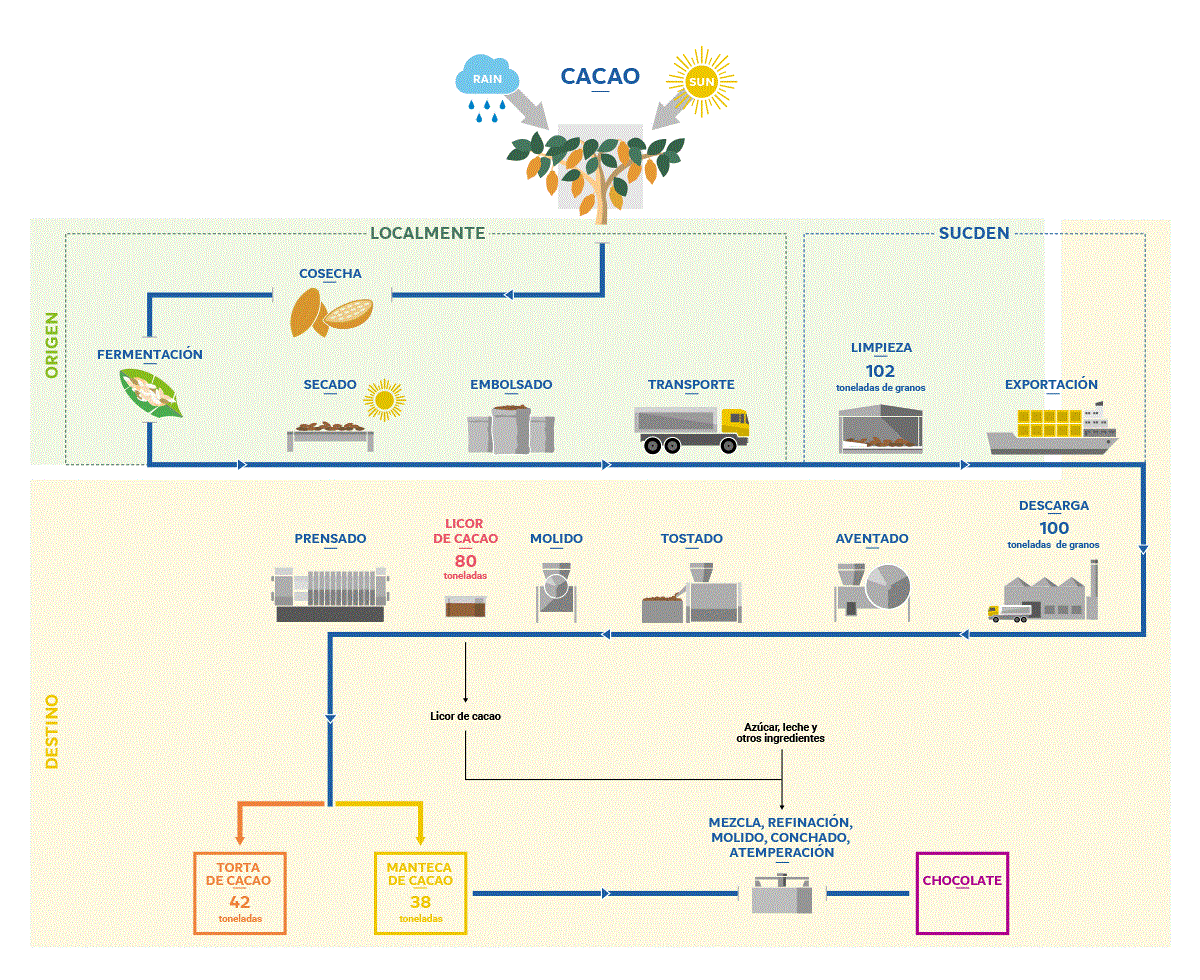 RAIN
CACAO
SUN
LOCALMENTE
SUCDEN
ORIGEN
COSECHA
FERMENTACIÓN
SECADO
EMBOLSADO
TRANSPORTE
LIMPIEZA
102
toneladas de granos
EXPORTACIÓN
DESTINO
PRENSADO
LICOR
DE CACAO
80
toneladas
MOLIDO
TOSTADO
AVENTADO
DESCARGA
100
toneladas de granos
Licor de cacao
Azúcar, leche y
otros ingredientes
MEZCLA, REFINACIÓN,
MOLIDO, CONCHADO,
ATEMPERACIÓN
TORTA
DE CACAO
42
toneladas
MANTECA
DE CACAO
38
toneladas
CHOCOLATE